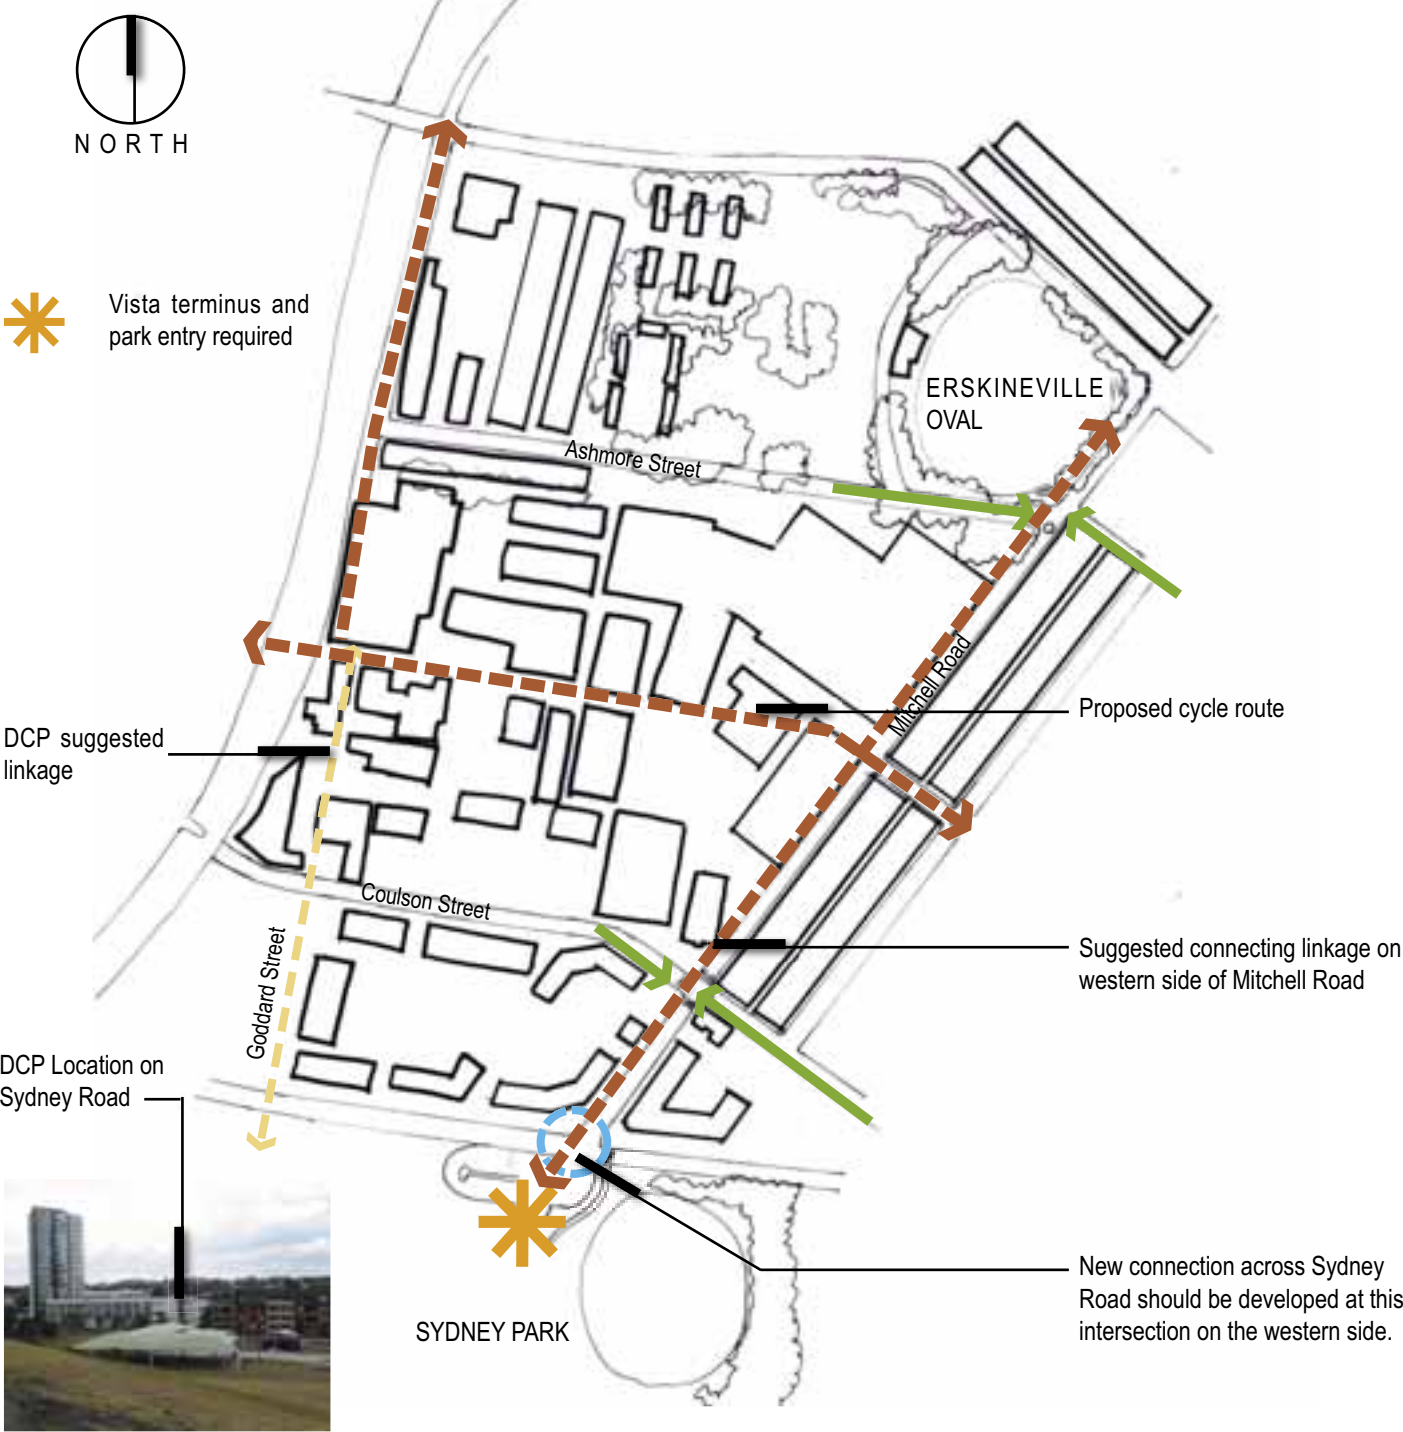 NORTH
Vista terminus and
park entry required
ERSKINEVILLE
OVAL
Ashmore Street
Mitchell Road
Proposed cycle route
DCP suggested
linkage
Coulson Street
Suggested connecting linkage on
western side of Mitchell Road
Goddard Street
DCP Location on
Sydney Road
New connection across Sydney
Road should be developed at this
intersection on the western side.
SYDNEY PARK